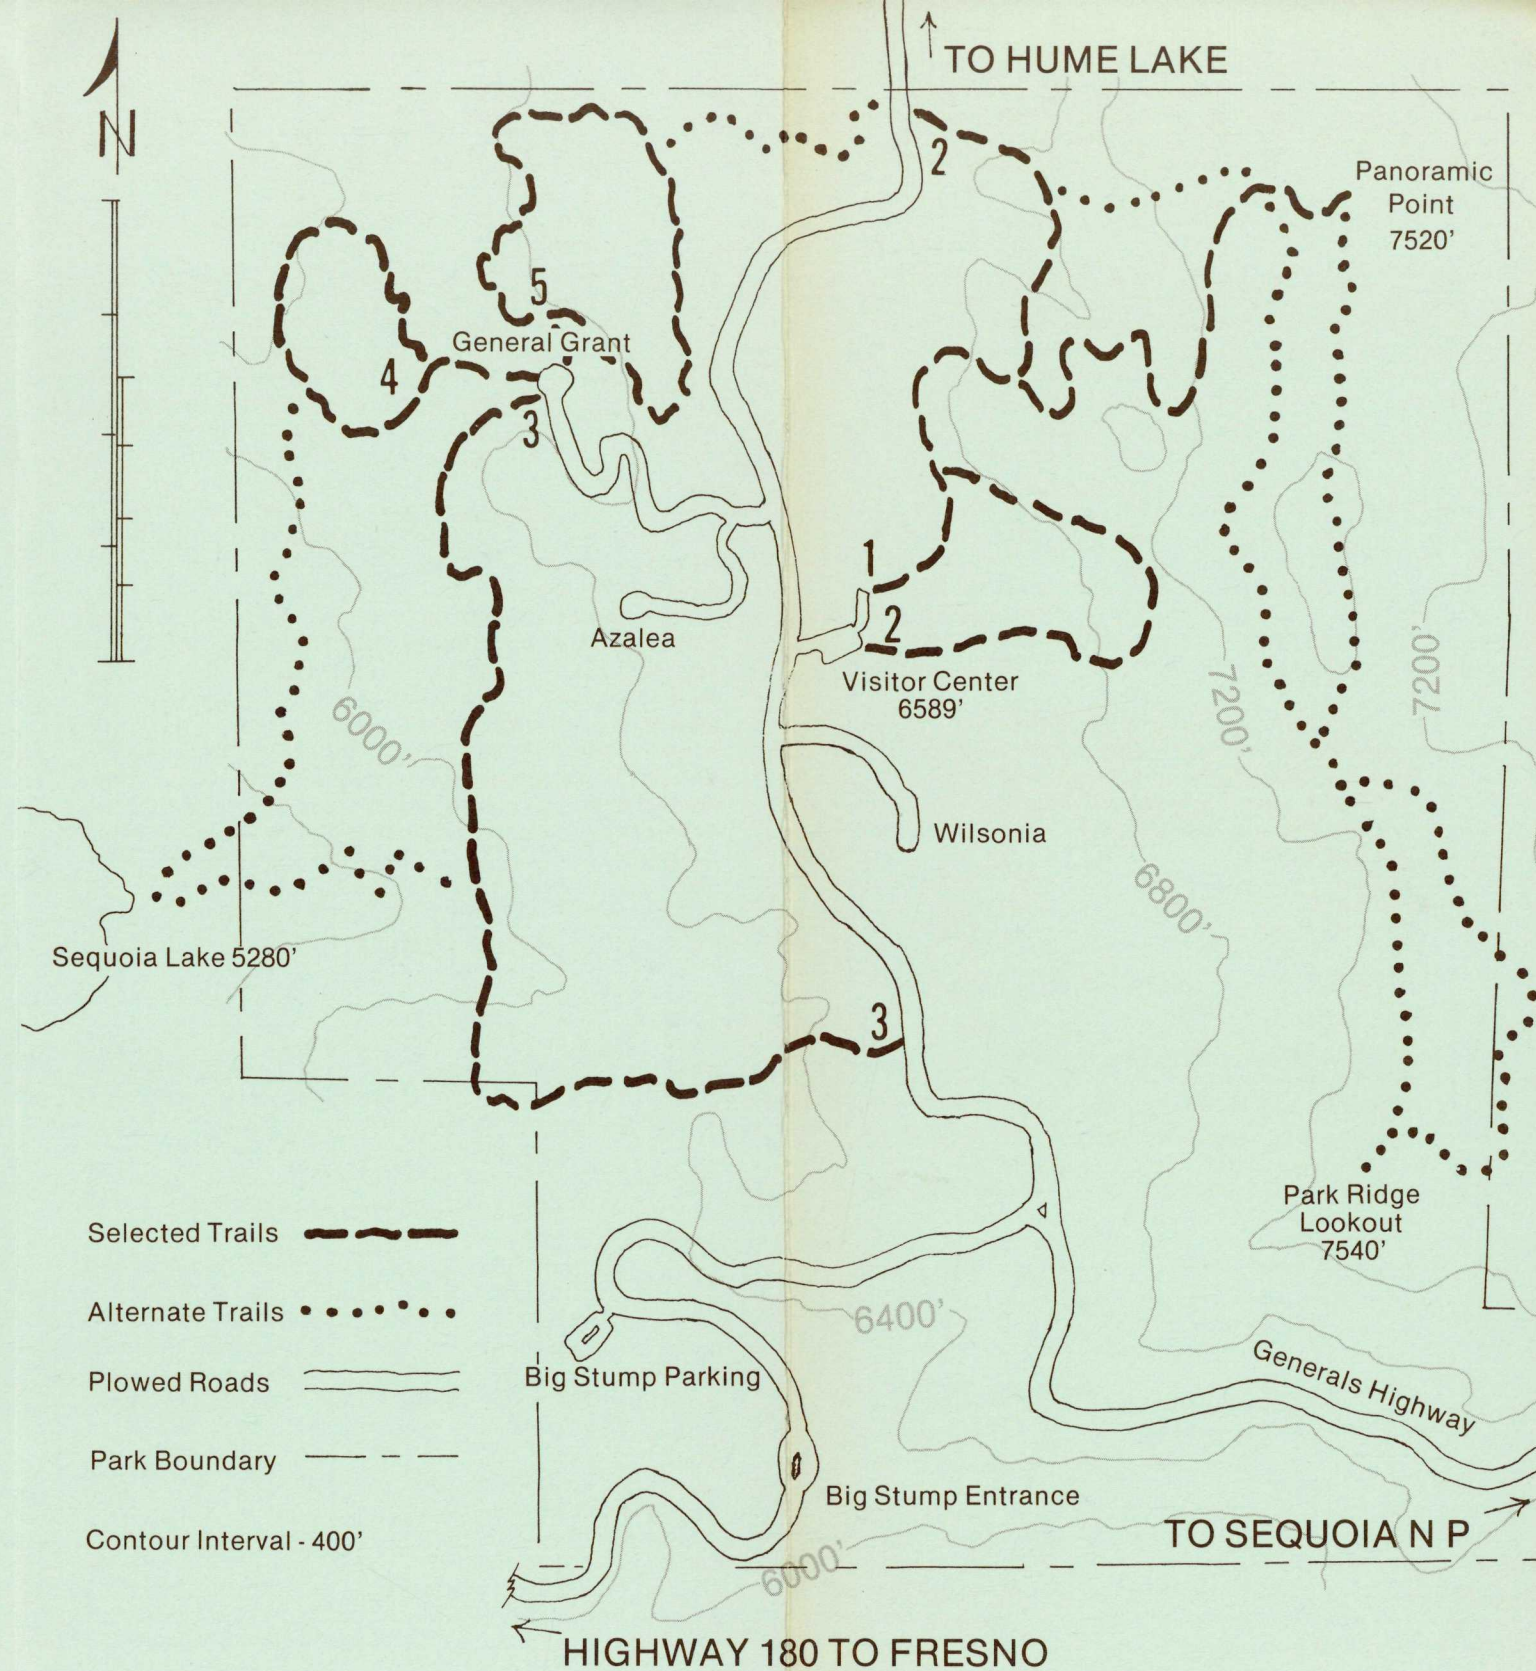 TO HUME LAKE
N
2
Panoramic
Point
7520'
5
General Grant
4
3
1
2
Azalea
Visitor Center
6589'
6000'
7200'
7200'
Wilsonia
6800'
Sequoia Lake 5280'
3
Park Ridge
Lookout
7540'
Selected Trails
Alternate Trails
6400'
Generals Highway
Plowed Roads
Big Stump Parking
Park Boundary
Big Stump Entrance
Contour Interval - 400'
TO SEQUOIA N P
6000'
HIGHWAY 180 TO FRESNO